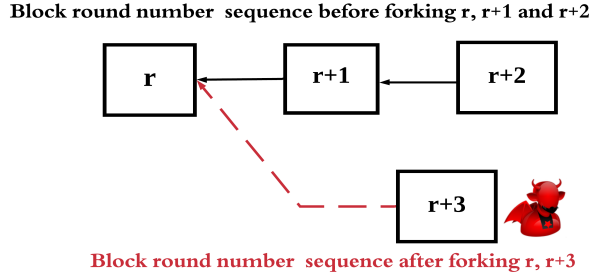 Block round number sequence before forking r, r+1 and r+2
r
r+1
r+2
r+3
Block round number sequence after forking r, r+3